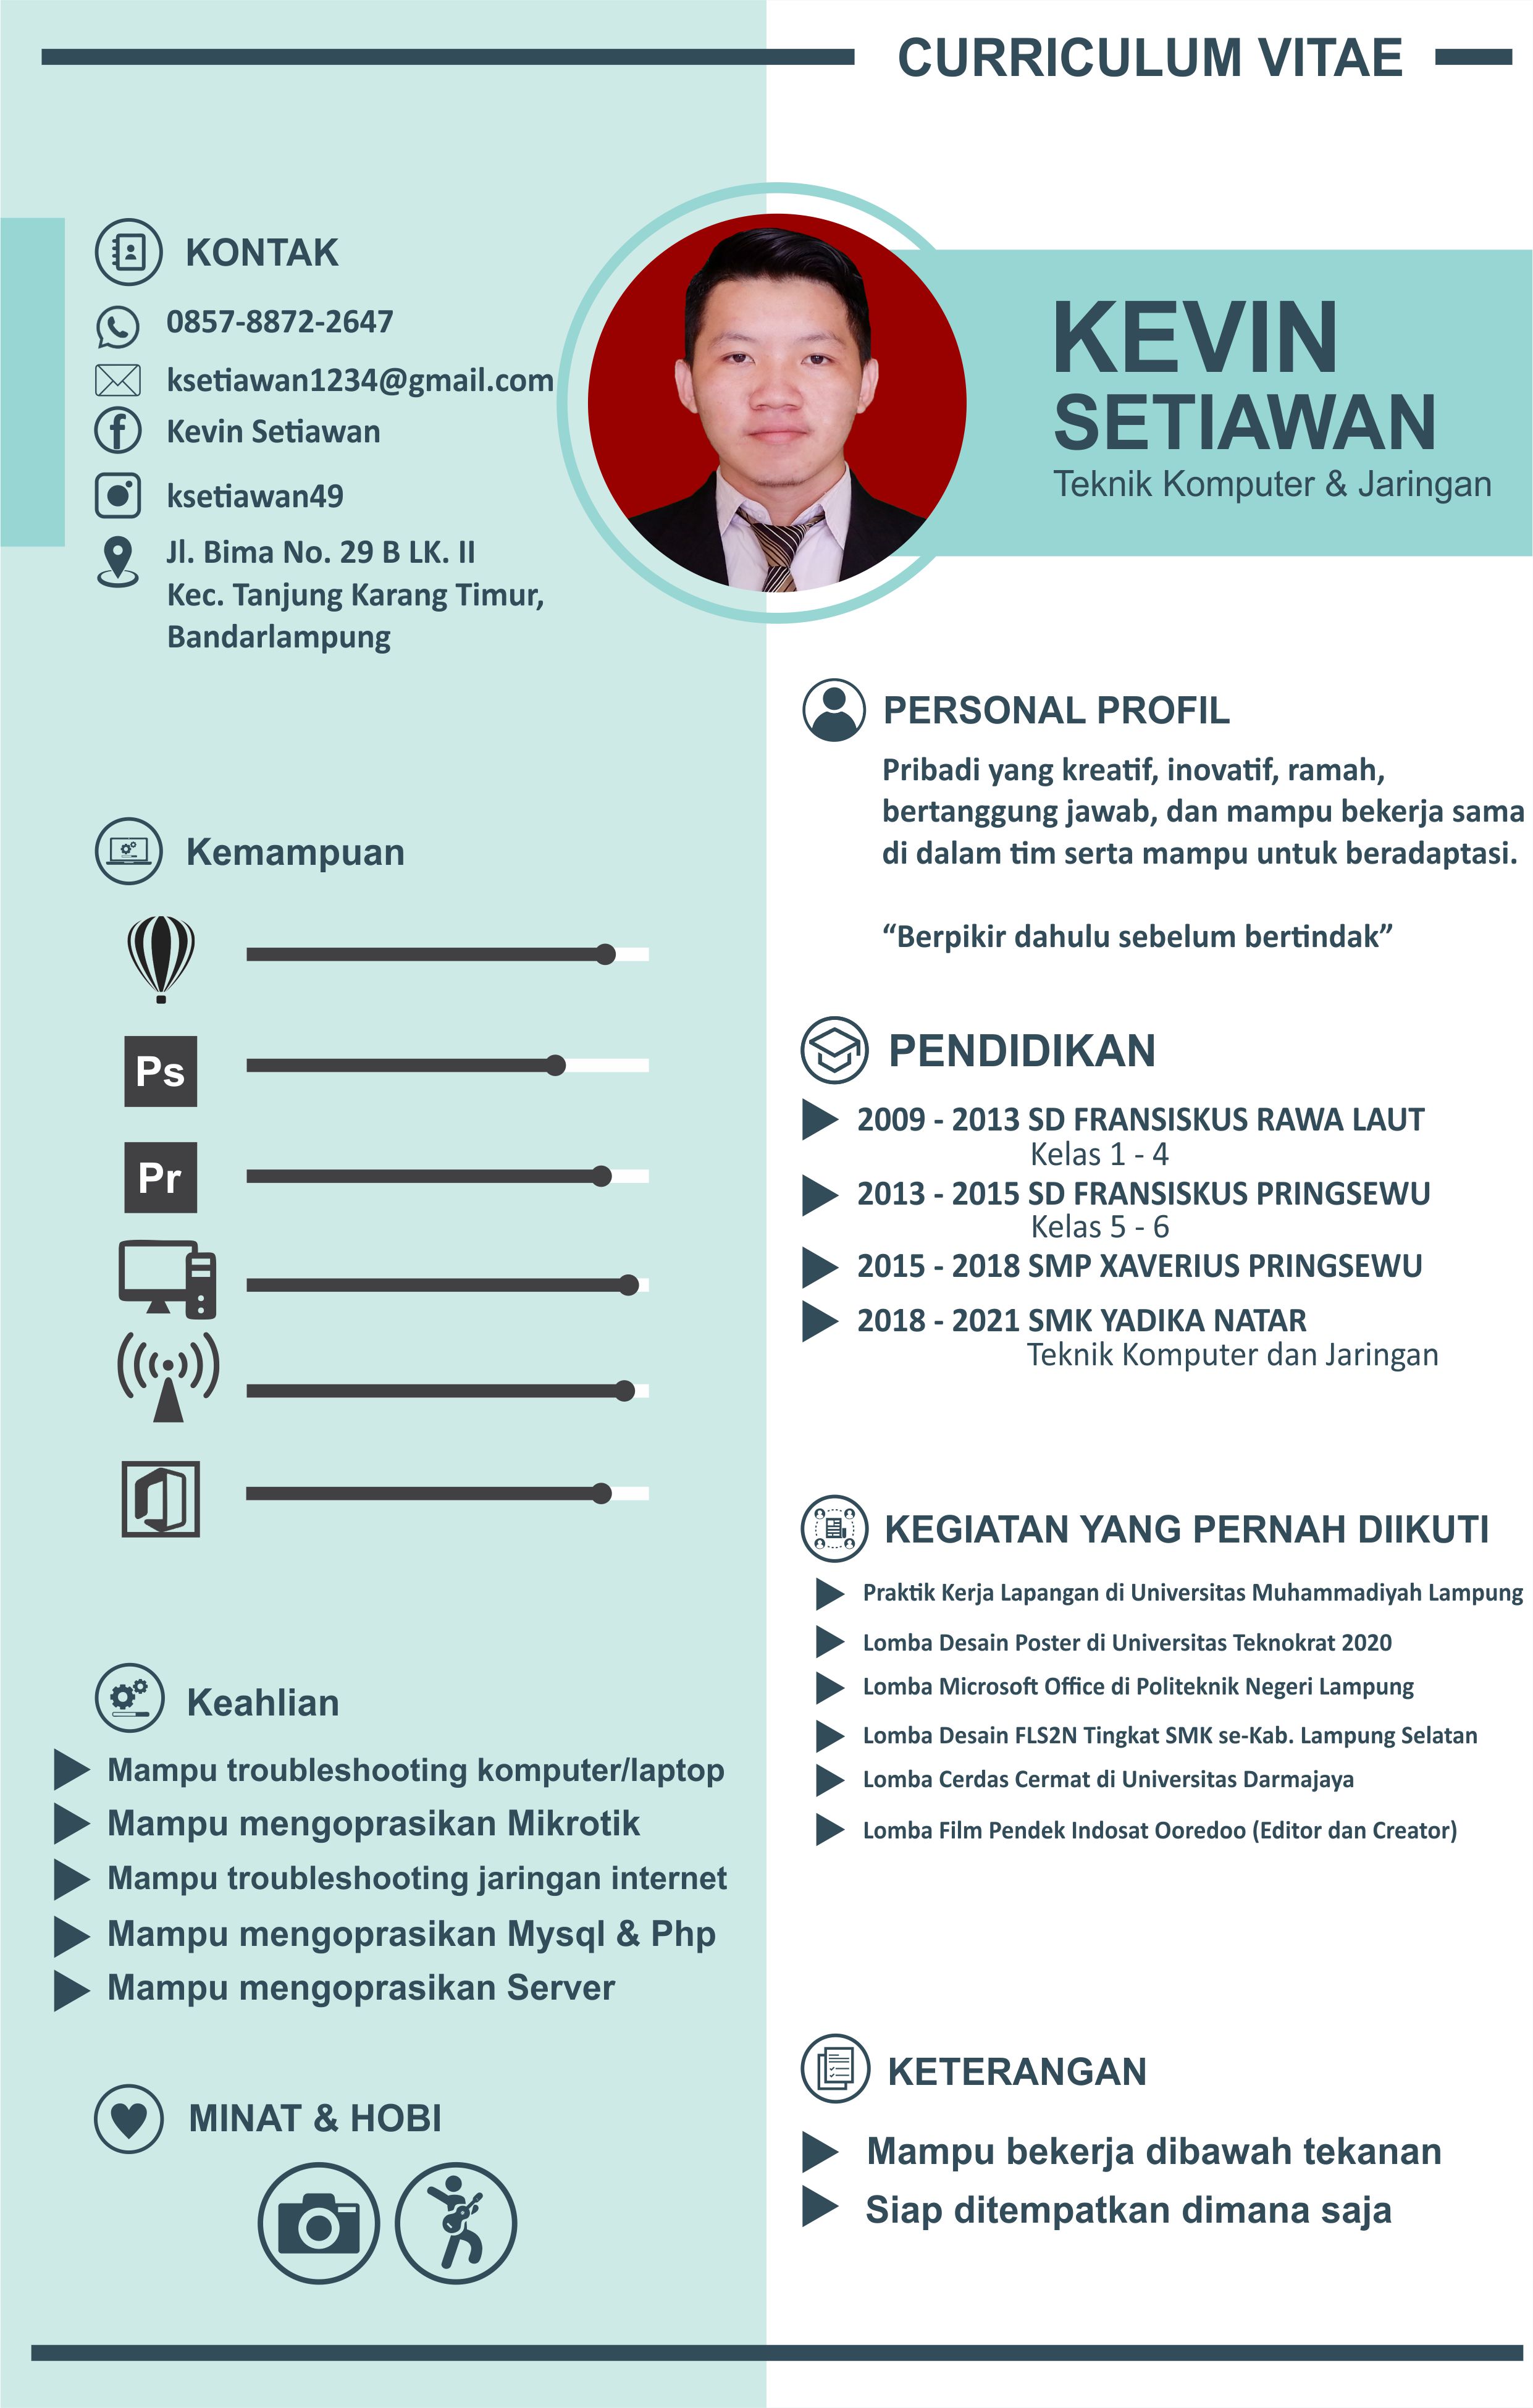 CURRICULUM VITAE
KONTAK
0857-8872-2647
ksetiawan1234@gmail.com
Kevin Setiawan
ksetiawan49
Jl. Bima No. 29 B LK. II
Kec. Tanjung Karang Timur,
Bandarlampung
KEVIN
SETIAWAN
Teknik Komputer & Jaringan
Kemampuan
Ps
Pr
Keahlian
Mampu troubleshooting komputer/laptop
Mampu mengoprasikan Mikrotik
Mampu troubleshooting jaringan internet
Mampu mengoprasikan Mysql & Php
Mampu mengoprasikan Server
MINAT & HOBI
PERSONAL PROFIL
Pribadi yang kreatif, inovatif, ramah,
bertanggung jawab, dan mampu bekerja sama
di dalam tim serta mampu untuk beradaptasi.
“Berpikir dahulu sebelum bertindak”
PENDIDIKAN
2009 - 2013 SD FRANSISKUS RAWA LAUT
Kelas 1 - 4
2013 - 2015 SD FRANSISKUS PRINGSEWU
Kelas 5 - 6
2015 - 2018 SMP XAVERIUS PRINGSEWU
2018 - 2021 SMK YADIKA NATAR
Teknik Komputer dan Jaringan
KEGIATAN YANG PERNAH DIIKUTI
Praktik Kerja Lapangan di Universitas Muhammadiyah Lampung
Lomba Desain Poster di Universitas Teknokrat 2020
Lomba Microsoft Office di Politeknik Negeri Lampung
Lomba Desain FLS2N Tingkat SMK se-Kab. Lampung Selatan
Lomba Cerdas Cermat di Universitas Darmajaya
Lomba Film Pendek Indosat Ooredoo (Editor dan Creator)
KETERANGAN
Mampu bekerja dibawah tekanan
Siap ditempatkan dimana saja